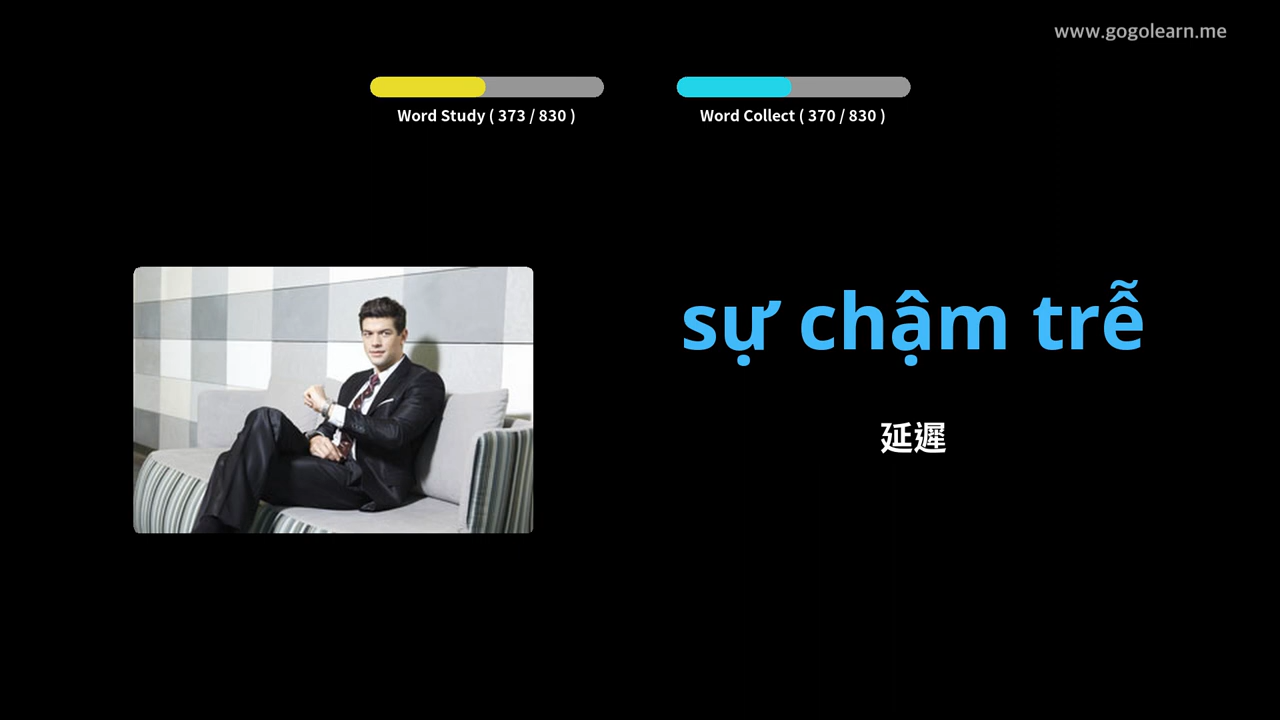 www.gogolearn.me
Word Study ( 373 / 830 )
Word Collect ( 370 / 830 )
sự chậm trễ
延遲